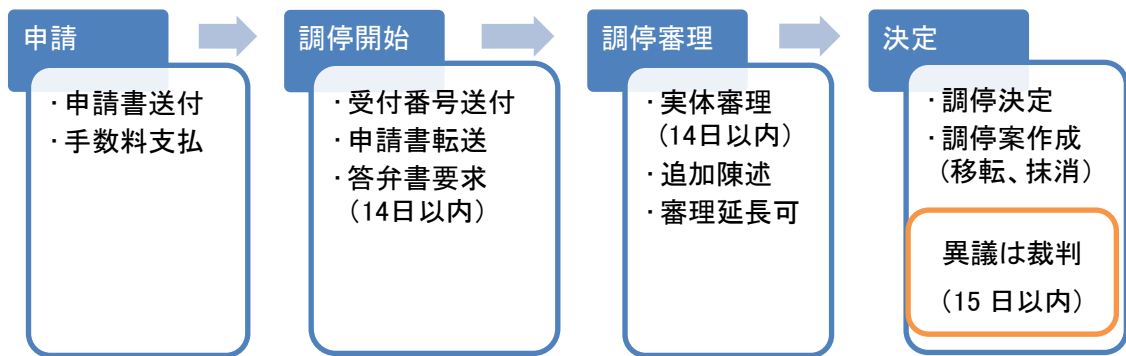 申請
・申請書送付
・手数料支払
調停開始
・受付番号送付
・申請書転送
・答弁書要求
（14日以内）
調停審理
・実体審理
（14日以内）
・追加陳述
・審理延長可
決定
・調停決定
・調停案作成
（移転、抹消）
異議は裁判
（15 日以内）